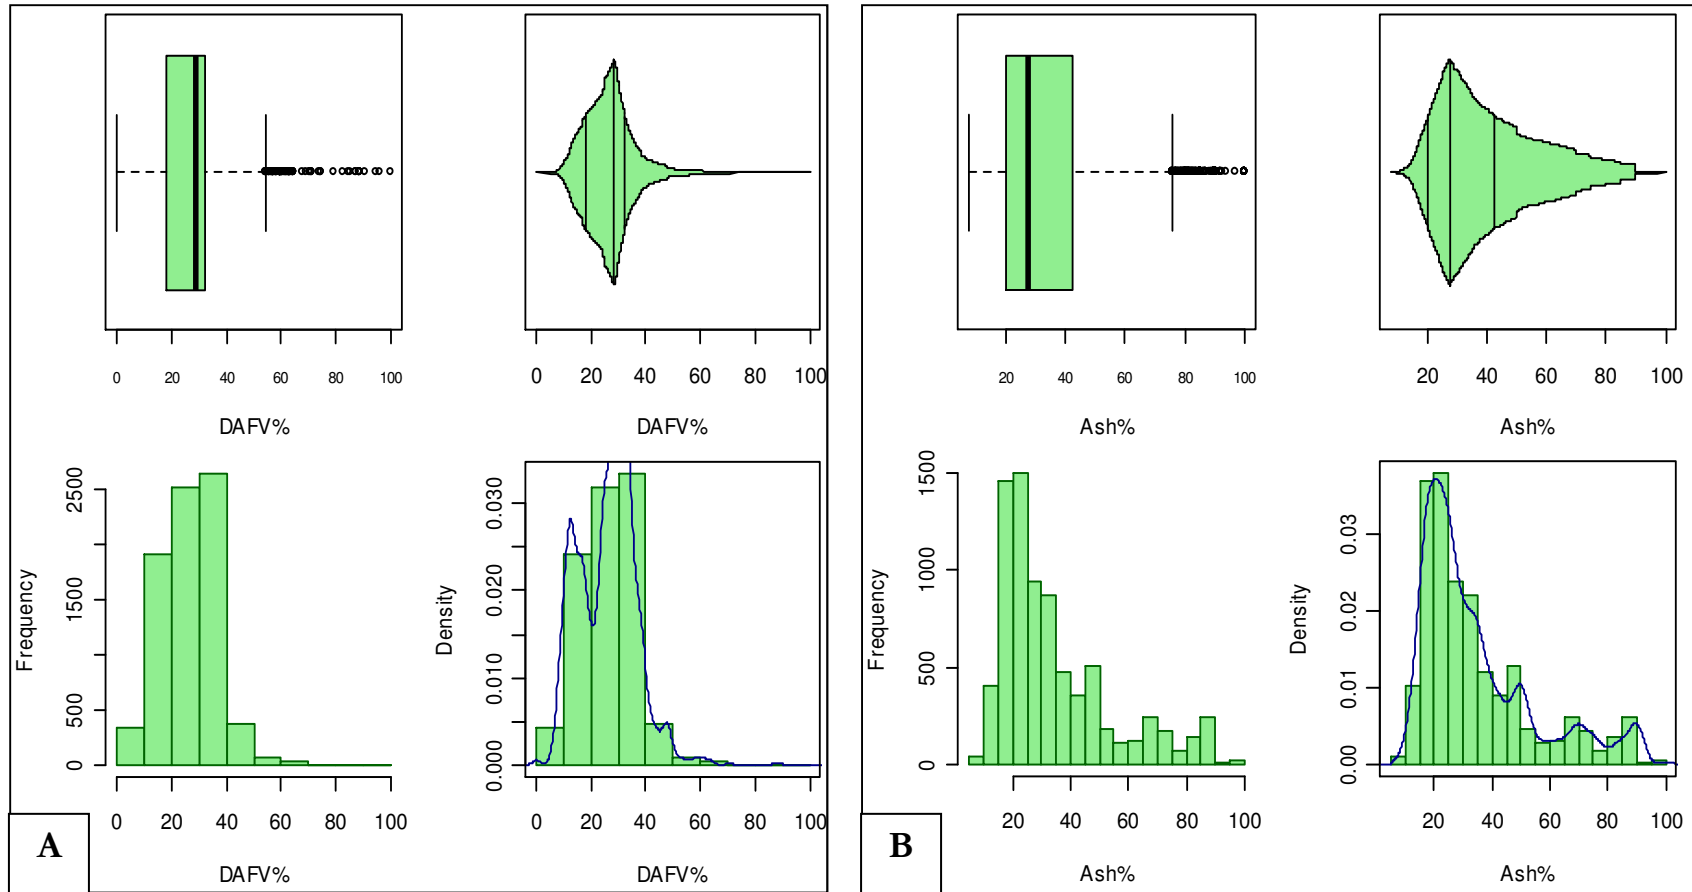 0 20 40 60 80 100
DAFV%
0 20 40 60 80 100
DAFV%
Frequency
0 500 1500 2500
0 20 40 60 80 100
DAFV%
Density
0.000 0.010 0.020 0.030
0 20 40 60 80 100
DAFV%
A
20 40 60 80 100
Ash%
20 40 60 80 100
Ash%
Frequency
0 500 1000 1500
20 40 60 80 100
Ash%
Density
0.00 0.01 0.02 0.03
20 40 60 80 100
Ash%
B